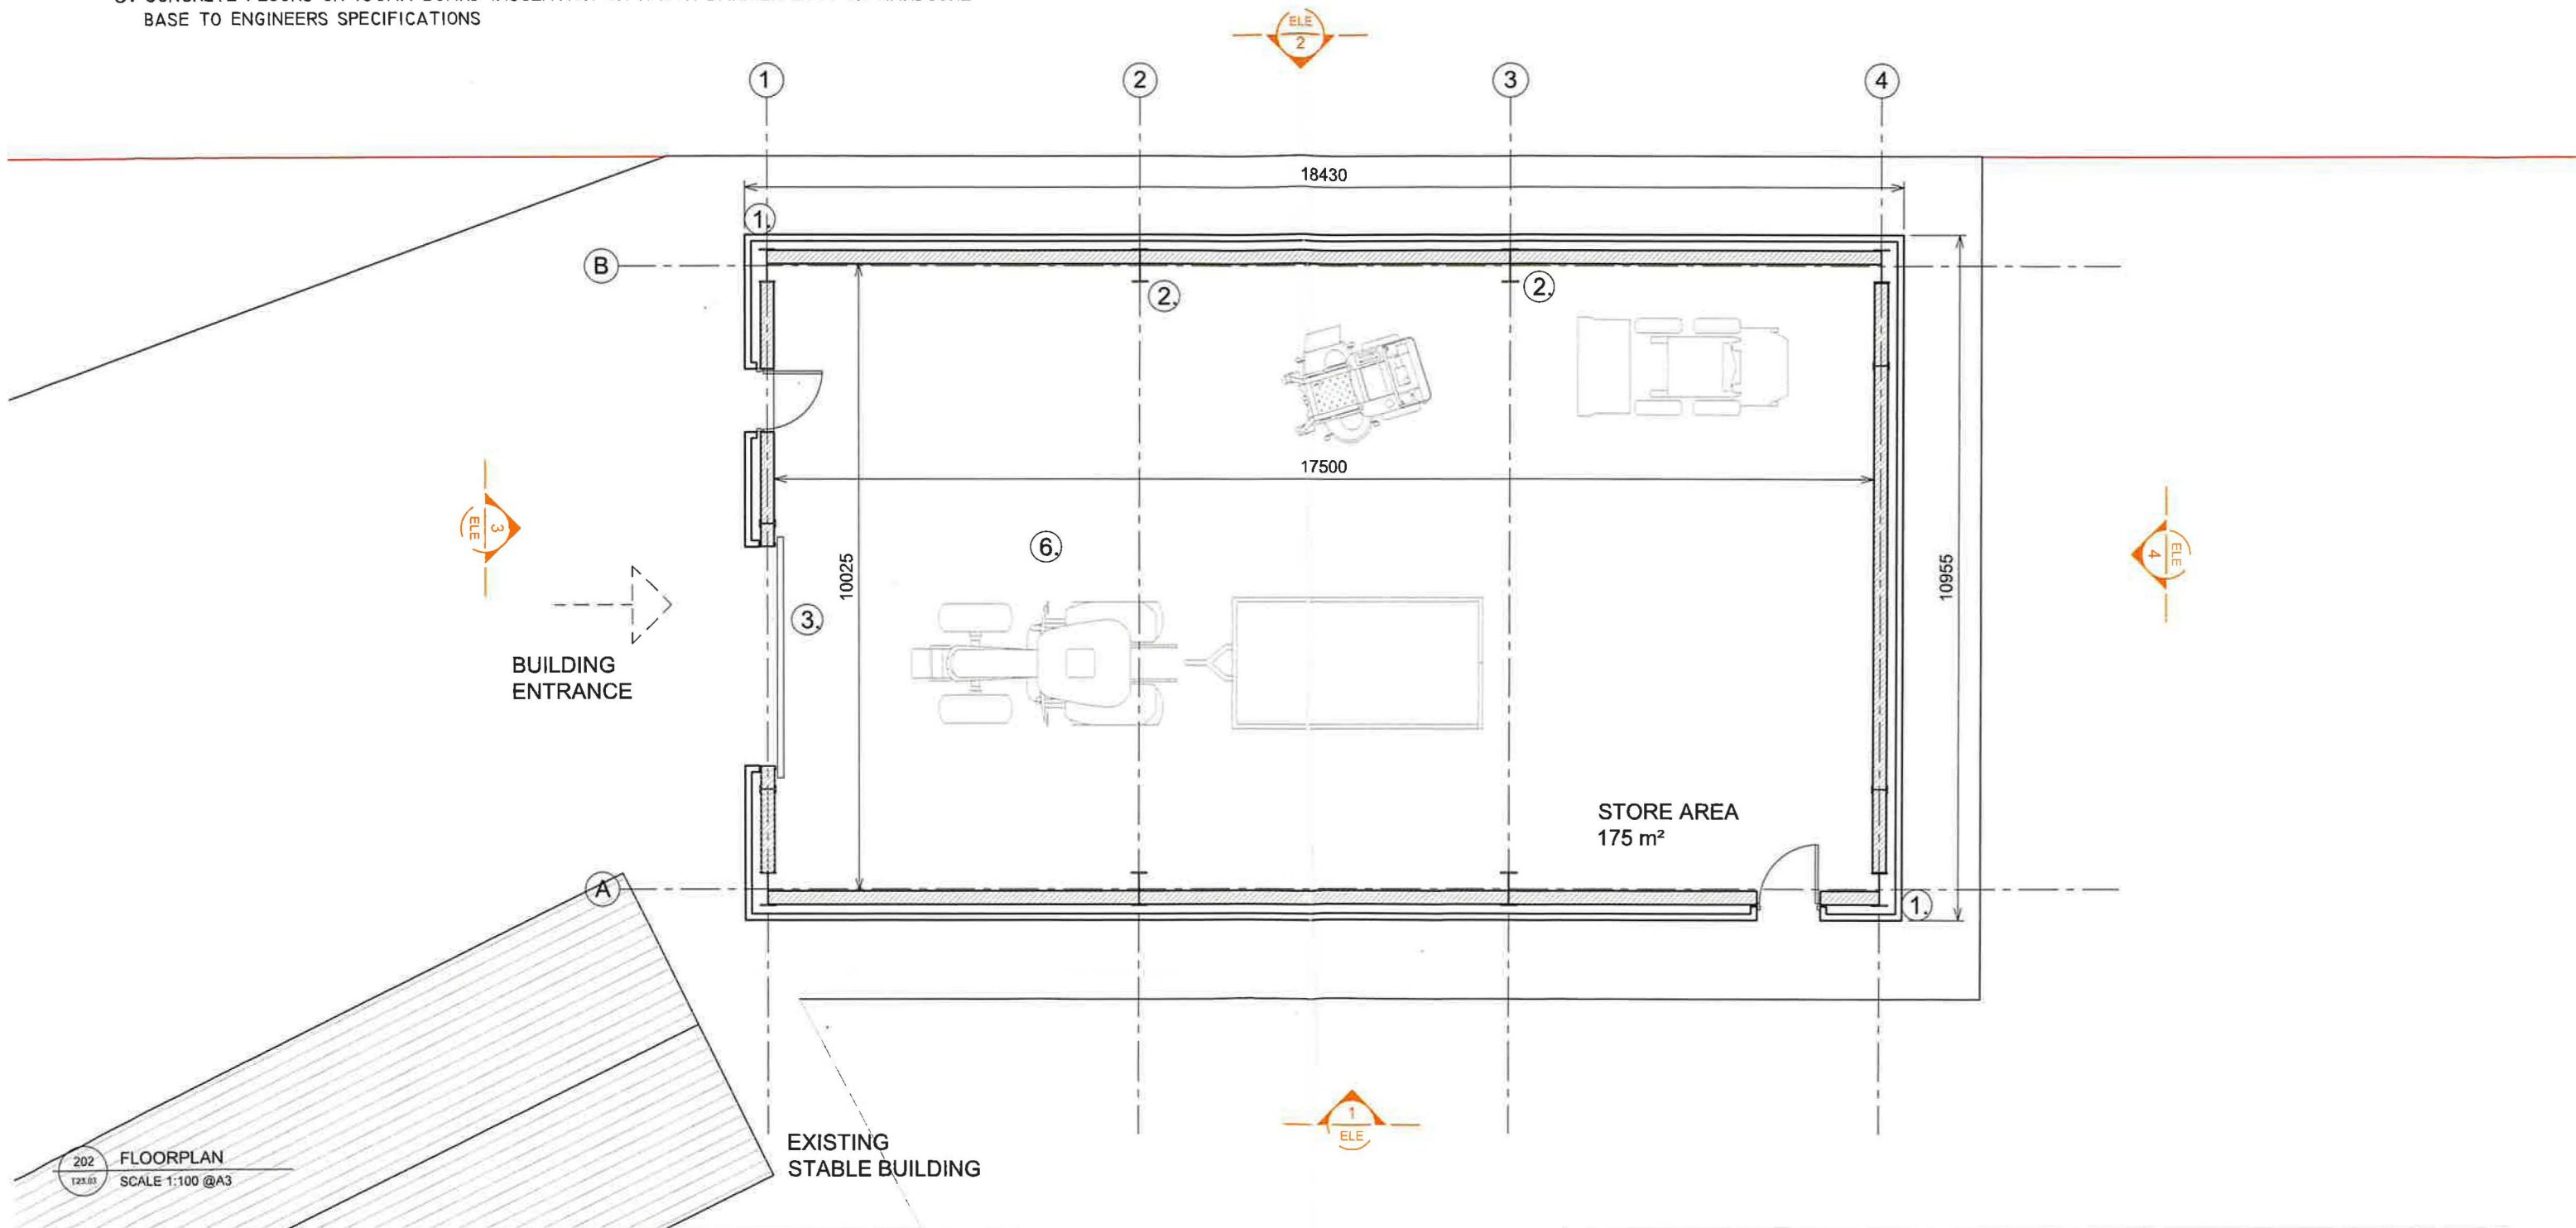 BASE TO ENGINEERS SPECIFICATIONS
ELE
2
1
2
3
4
18430
1.
B
2.
2.
17500
3
ELE
6.
10025
10955
4
ELE
3.
BUILDING
ENTRANCE
STORE AREA
175 m²
A
1.
1
ELE
EXISTING
STABLE BUILDING
202
T23.03
FLOORPLAN
SCALE 1:100 @A3